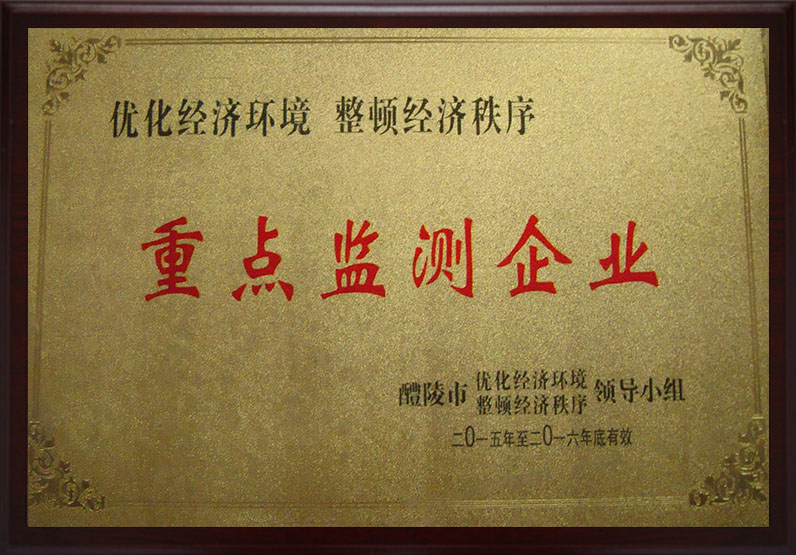 优化经济环境 整顿经济秩序
重点监测企业
醴陵市 优化经济环境 领导小组
整顿经济秩序
二0一五年至二0一六年底有效